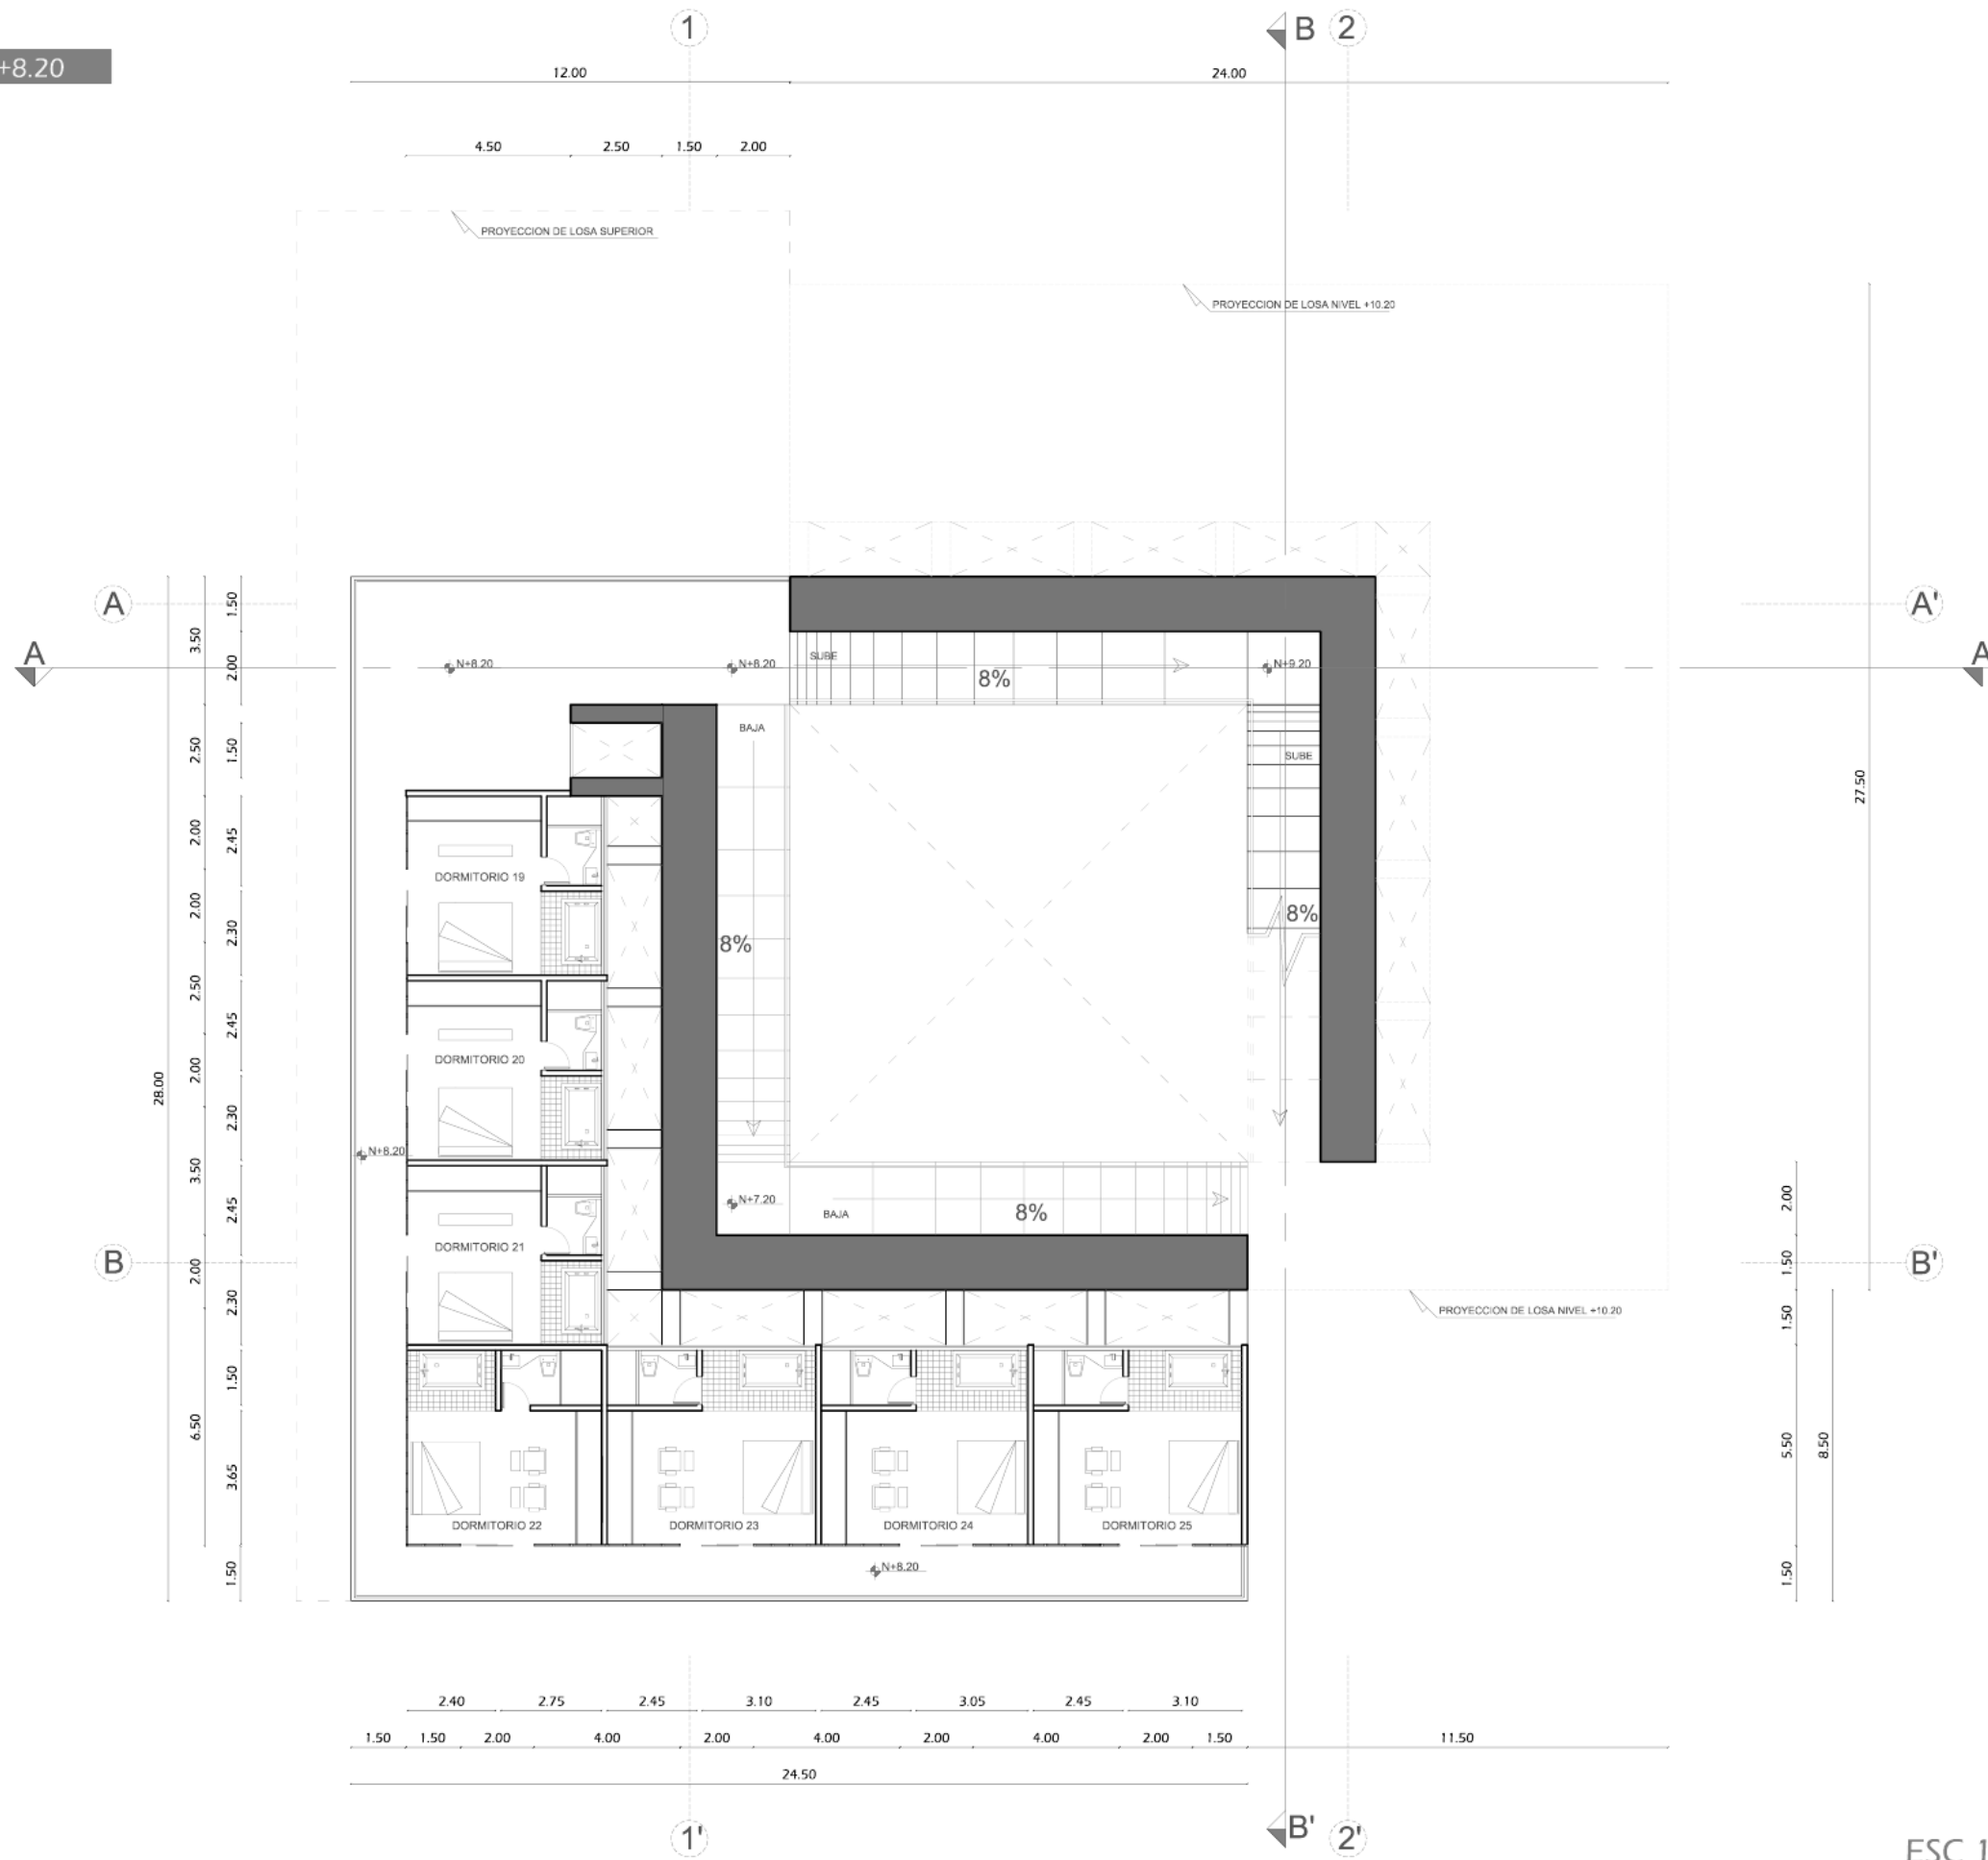 1
B
2
+8.20
12.00
24.00
4.50
2.50
1.50
2.00
PROYECCION DE LOSA SUPERIOR
PROYECCION DE LOSA NIVEL +10.20
A
A'
1.50
3.50
2.00
A
A
N+8.20
N+8.20
SUBE
8%
N+9.20
BAJA
2.50
1.50
SUBE
27.50
2.00
2.45
DORMITORIO 19
2.00
2.30
8%
8%
2.50
2.45
DORMITORIO 20
28.00
2.00
2.30
N+8.20
3.50
2.45
N+7.20
BAJA
8%
2.00
DORMITORIO 21
B
B'
2.00
1.50
2.30
1.50
PROYECCION DE LOSA NIVEL +10.20
1.50
6.50
3.65
5.50
8.50
DORMITORIO 22
DORMITORIO 23
DORMITORIO 24
DORMITORIO 25
1.50
N+8.20
1.50
2.40
2.75
2.45
3.10
2.45
3.05
2.45
3.10
1.50
1.50
2.00
4.00
2.00
4.00
2.00
4.00
2.00
1.50
11.50
24.50
1'
B'
2'
ESC 1